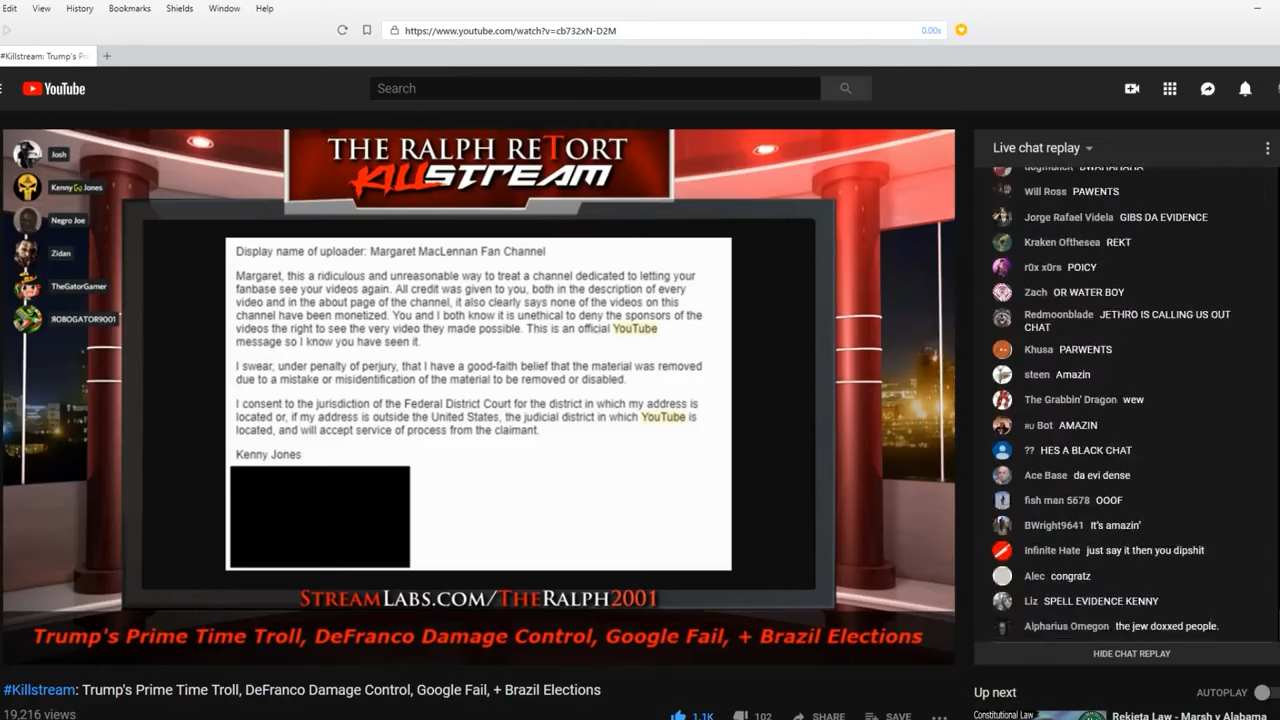 Edit View History Bookmarks Shields Window Help
https://www.youtube.com/watch?v=cb732xN-D2M 0.00s
#Killstream: Trump's Pri
YouTube
Search
THE RALPH RETORT
KILLSTREAM
Josh
Kenny Jones
Negro Joe
Zidan
TheGatorGamer
ROBOGATOR9001
Display name of uploader: Margaret MacLennan Fan Channel
Margaret, this a ridiculous and unreasonable way to treat a channel dedicated to letting your
fanbase see your videos again. All credit was given to you, both in the description of every
video and in the about page of the channel, it also clearly says none of the videos on this
channel have been monetized. You and I both know it is unethical to deny the sponsors of the
videos the right to see the very video they made possible. This is an official YouTube
message so I know you have seen it.
I swear, under penalty of perjury, that I have a good-faith belief that the material was removed
due to a mistake or misidentification of the material to be removed or disabled.
I consent to the jurisdiction of the Federal District Court for the district in which my address is
located or, if my address is outside the United States, the judicial district in which YouTube is
located, and will accept service of process from the claimant.
Kenny Jones
STREAMLABS.COM/THERALPH2001
Trump's Prime Time Troll, DeFranco Damage Control, Google Fail, + Brazil Elections
#Killstream: Trump's Prime Time Troll, DeFranco Damage Control, Google Fail, + Brazil Elections
19,216 views
1.1K 102 SHARE SAVE
Live chat replay
Will Ross PAWENTS
Jorge Rafael Videla GIBS DA EVIDENCE
Kraken Ofthesea REKT
r0x x0rs POICY
Zach OR WATER BOY
Redmoonblade JETHRO IS CALLING US OUT
CHAT
Khusa PARWENTS
steen Amazin
The Grabbin' Dragon wew
RU Bot AMAZIN
?? HES A BLACK CHAT
Ace Base da evi dense
fish man 5678 OOOF
BWright9641 It's amazin'
Infinite Hate just say it then you dipshit
Alec congratz
Liz SPELL EVIDENCE KENNY
Alpharius Omegon the jew doxxed people.
HIDE CHAT REPLAY
Up next AUTOPLAY
Constitutional Law
Rekieta Law - Marsh v Alabama